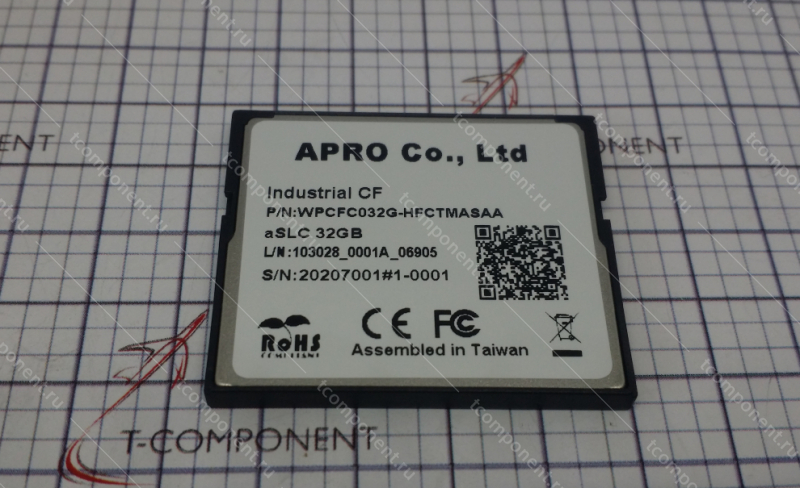 APRO Co., Ltd
Industrial CF
P/N:WPCFC032G-HFCTMASAA
aSLC 32GB
L/N:103028_0001A_06905
S/N:20207001#1-0001
RoHS
COMPLIANT
CE FC
Assembled in Taiwan
T-COMPONENT
tcomponent.ru